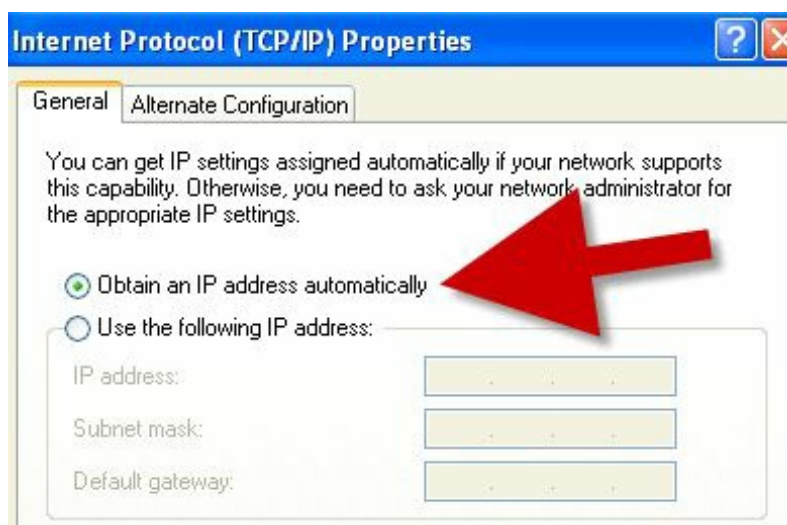 Internet Protocol (TCP/IP) Properties
General
Alternate Configuration
You can get IP settings assigned automatically if your network supports
this capability. Otherwise, you need to ask your network administrator for
the appropriate IP settings.
Obtain an IP address automatically
Use the following IP address:
IP address:
Subnet mask:
Default gateway: